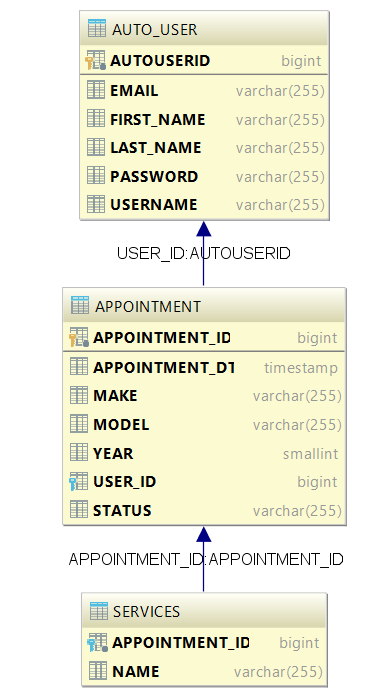 AUTO_USER
AUTOUSERID bigint
EMAIL varchar(255)
FIRST_NAME varchar(255)
LAST_NAME varchar(255)
PASSWORD varchar(255)
USERNAME varchar(255)
USER_ID:AUTOUSERID
APPOINTMENT
APPOINTMENT_ID bigint
APPOINTMENT_DT timestamp
MAKE varchar(255)
MODEL varchar(255)
YEAR smallint
USER_ID bigint
STATUS varchar(255)
APPOINTMENT_ID:APPOINTMENT_ID
SERVICES
APPOINTMENT_ID bigint
NAME varchar(255)